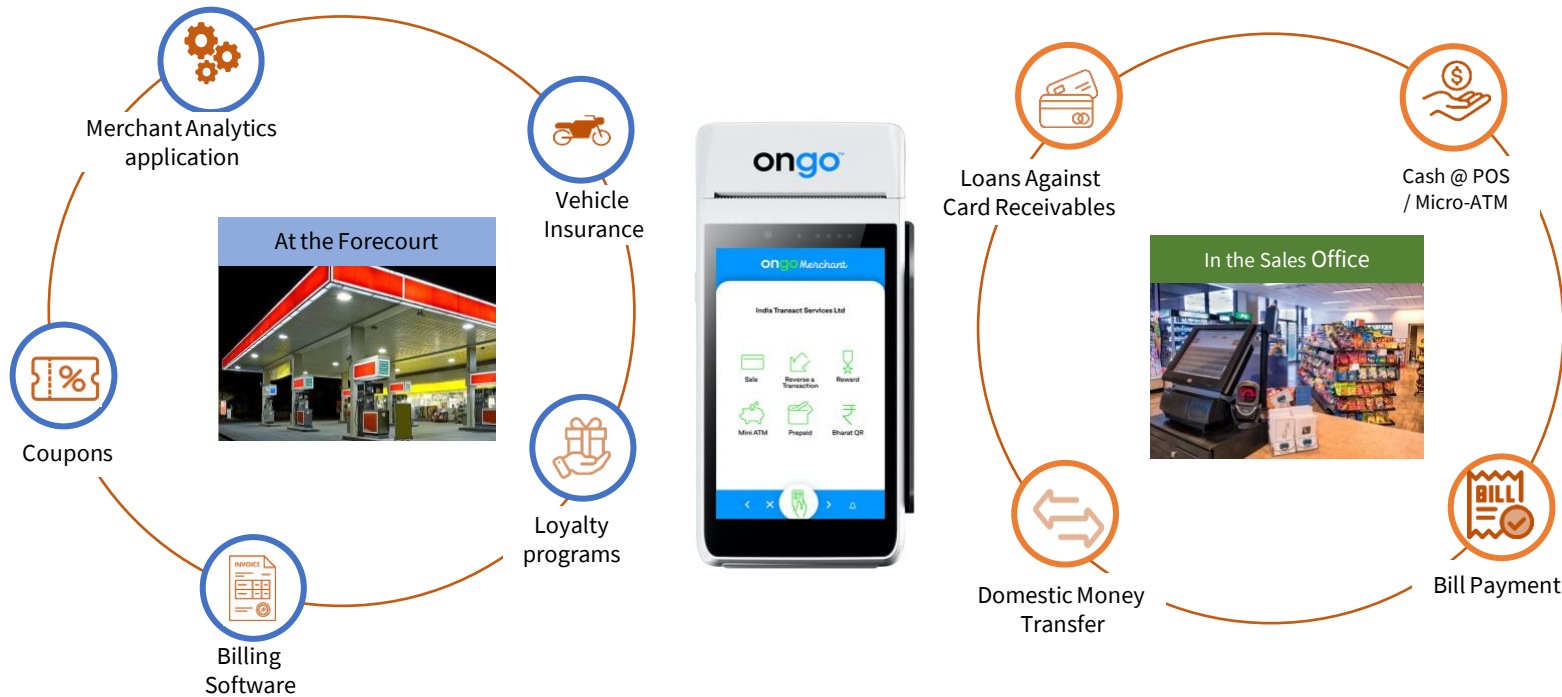 Merchant Analytics
application
Vehicle
Insurance
At the Forecourt
Coupons
Loyalty
programs
INVOICE
Billing
Software
ongo™
ongo Merchant
India Transact Services Ltd
Sale
Reverse a
Transaction
Reward
Mini ATM
Prepaid
Bharat QR
Loans Against
Card Receivables
$
Cash @ POS
/ Micro-ATM
In the Sales Office
Domestic Money
Transfer
BILL
Bill Payment